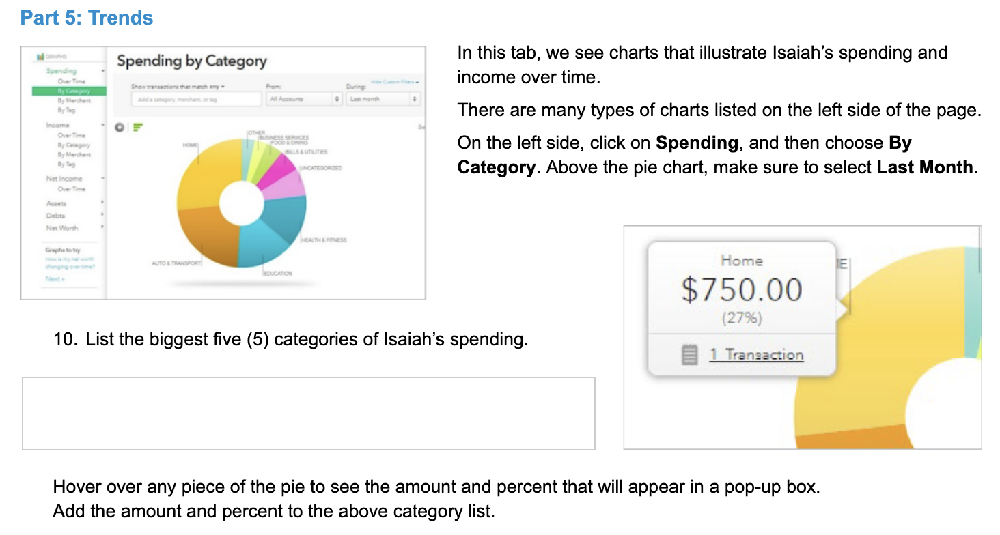 Part 5: Trends
GRAPHS
Spending
Over Time
By Category
By Merchant
By Tag
Income
Over Time
By Category
By Merchant
By Tag
Net Income
Over Time
Assets
Debts
Net Worth
Graphs to try
How is my net worth
changing over time?
Next »
Spending by Category
Hide Custom Filters
Show transactions that match any
From:
During:
Add a category, merchant, or tag
All Accounts
Last month
OTHER
BUSINESS SERVICES
FOOD & DINING
BILLS & UTILITIES
UNCATEGORIZED
HOME
HEALTH & FITNESS
AUTO & TRANSPORT
EDUCATION
In this tab, we see charts that illustrate Isaiah’s spending and
income over time.
There are many types of charts listed on the left side of the page.
On the left side, click on Spending, and then choose By
Category. Above the pie chart, make sure to select Last Month.
Home
$750.00
(27%)
1 Transaction
10. List the biggest five (5) categories of Isaiah’s spending.
Hover over any piece of the pie to see the amount and percent that will appear in a pop-up box.
Add the amount and percent to the above category list.